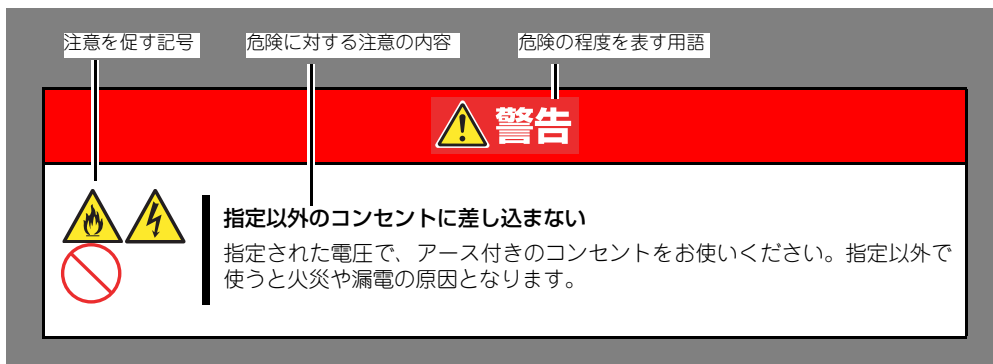 注意を促す記号
危険に対する注意の内容
危険の程度を表す用語
警告
指定以外のコンセントに差し込まない
指定された電圧で、アース付きのコンセントをお使いください。指定以外で
使うと火災や漏電の原因となります。